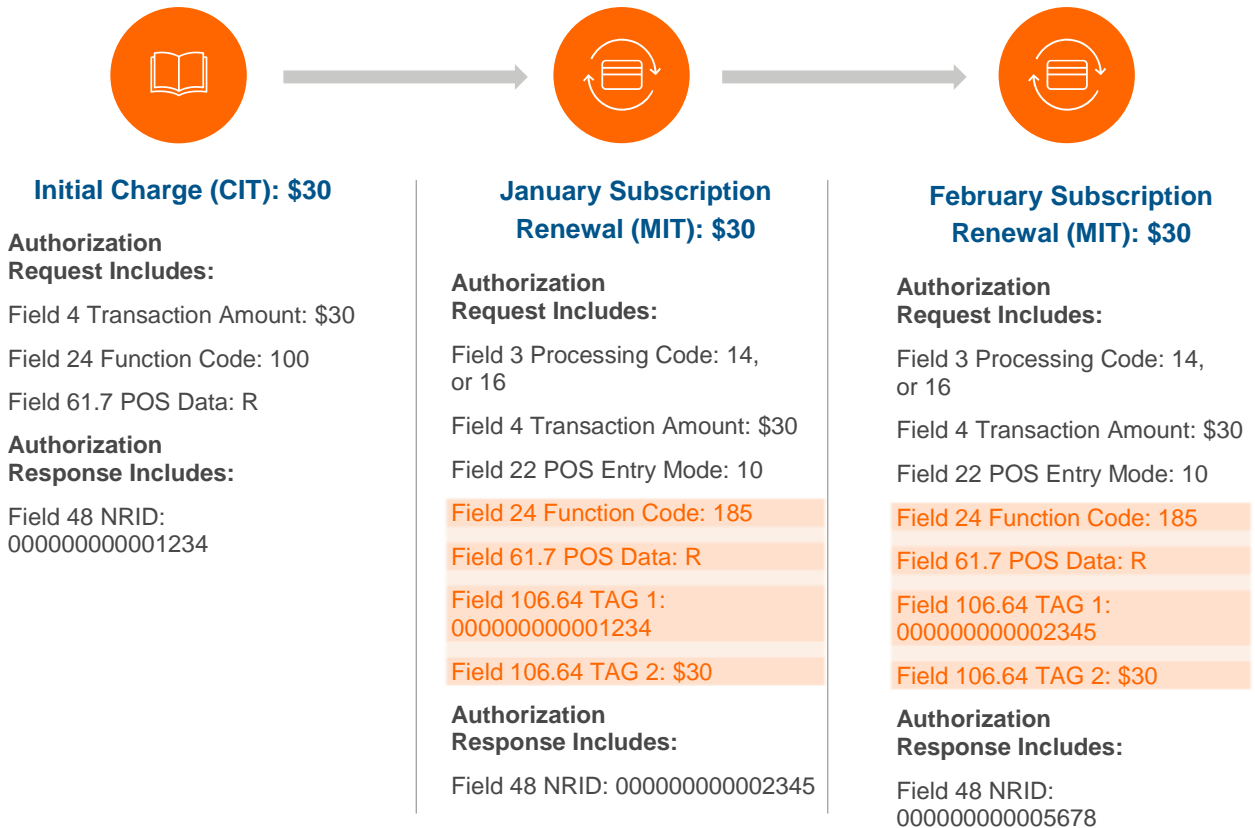 Initial Charge (CIT): $30
Authorization
Request Includes:
Field 4 Transaction Amount: $30
Field 24 Function Code: 100
Field 61.7 POS Data: R
Authorization
Response Includes:
Field 48 NRID:
000000000001234
January Subscription
Renewal (MIT): $30
Authorization
Request Includes:
Field 3 Processing Code: 14,
or 16
Field 4 Transaction Amount: $30
Field 22 POS Entry Mode: 10
Field 24 Function Code: 185
Field 61.7 POS Data: R
Field 106.64 TAG 1:
000000000001234
Field 106.64 TAG 2: $30
Authorization
Response Includes:
Field 48 NRID: 000000000002345
February Subscription
Renewal (MIT): $30
Authorization
Request Includes:
Field 3 Processing Code: 14,
or 16
Field 4 Transaction Amount: $30
Field 22 POS Entry Mode: 10
Field 24 Function Code: 185
Field 61.7 POS Data: R
Field 106.64 TAG 1:
000000000002345
Field 106.64 TAG 2: $30
Authorization
Response Includes:
Field 48 NRID:
000000000005678